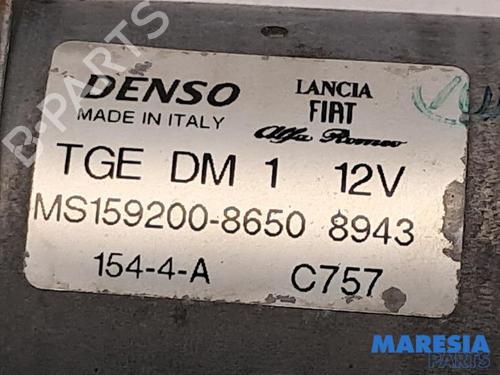 DENSO LANCIA
MADE IN ITALY FIAT
Alfa Romeo
TGE DM 1 12V
MS159200-8650 8943
154-4-A C757
B-PARTS
MARESIA
PARTS